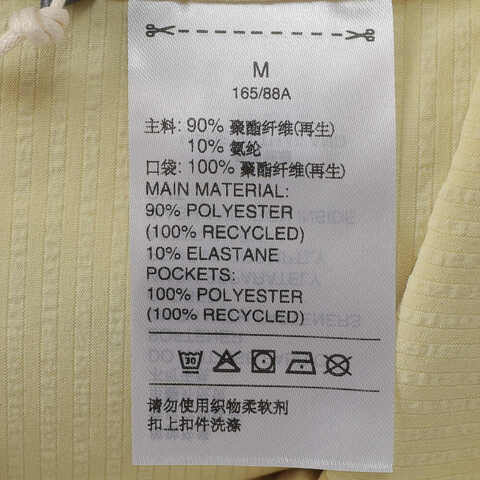 M
165/88A
主料: 90% 聚酯纤维(再生)
10% 氨纶
口袋: 100% 聚酯纤维(再生)
MAIN MATERIAL:
90% POLYESTER
(100% RECYCLED)
10% ELASTANE
POCKETS:
100% POLYESTER
(100% RECYCLED)
请勿使用织物柔软剂
扣上扣件洗涤